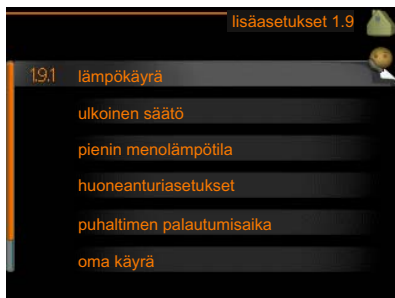 lisäasetukset 1.9
1.9.1 lämpökäyrä
ulkoinen säätö
pienin menolämpötila
huoneanturiasetukset
puhaltimen palautumisaika
oma käyrä